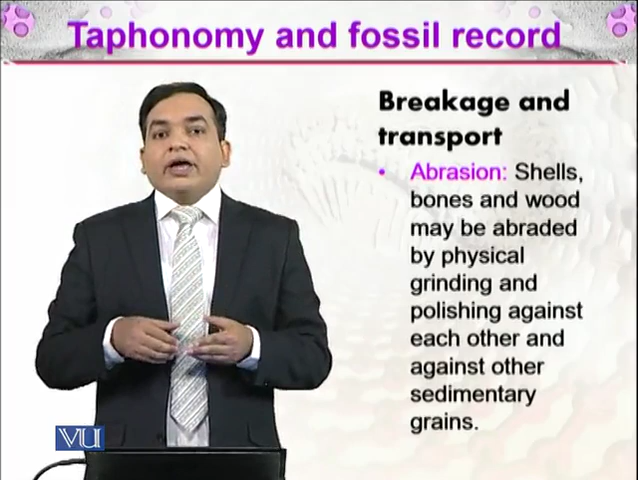 Taphonomy and fossil record
Breakage and
transport
• Abrasion: Shells,
bones and wood
may be abraded
by physical
grinding and
polishing against
each other and
against other
sedimentary
grains.
VU